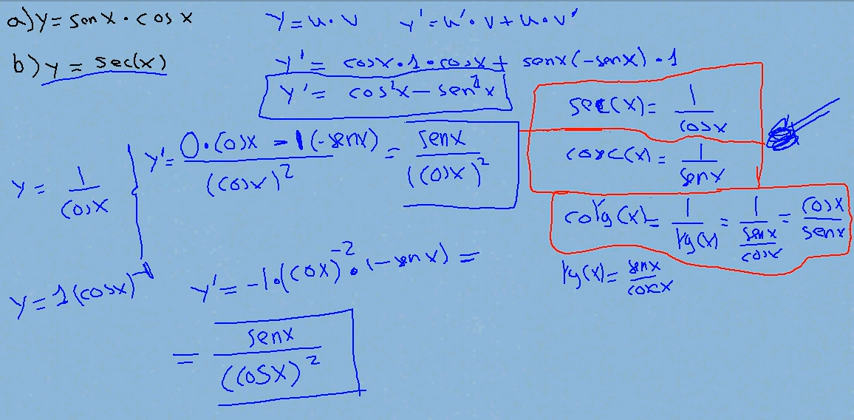 a) y = senx · cosx    y = u · v    y' = u' · v + u · v'
b) y = sec(x)    y' = cosx · 1 · cosx + senx(-senx) · 1
y' = cos²x - sen²x
sec(x) = 1/cosx
cosc(x) = 1/senx
y = 1/cosx    y' = (0 · cosx - 1(-senx))/(cosx)² = senx/(cosx)²
cotg(x) = 1/tg(x) = 1/(senx/cosx) = cosx/senx
tg(x) = senx/cosx
y = 1(cosx)⁻¹    y' = -1 · (cox)⁻² · (-senx) =
= senx/(cosx)²